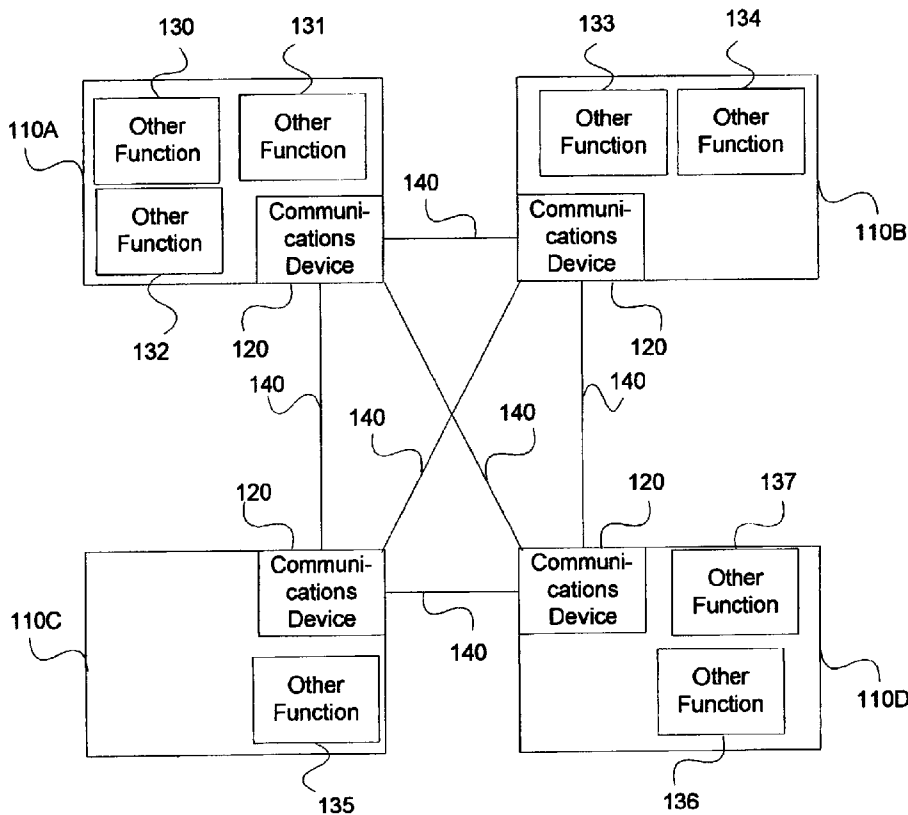 130
131
133
134
110A
Other
Function
Other
Function
Other
Function
Other
Function
Other
Function
Communi-
cations
Device
140
Communi-
cations
Device
110B
132
120
120
140
140
140
140
120
120
137
110C
Communi-
cations
Device
140
Communi-
cations
Device
Other
Function
Other
Function
Other
Function
110D
135
136